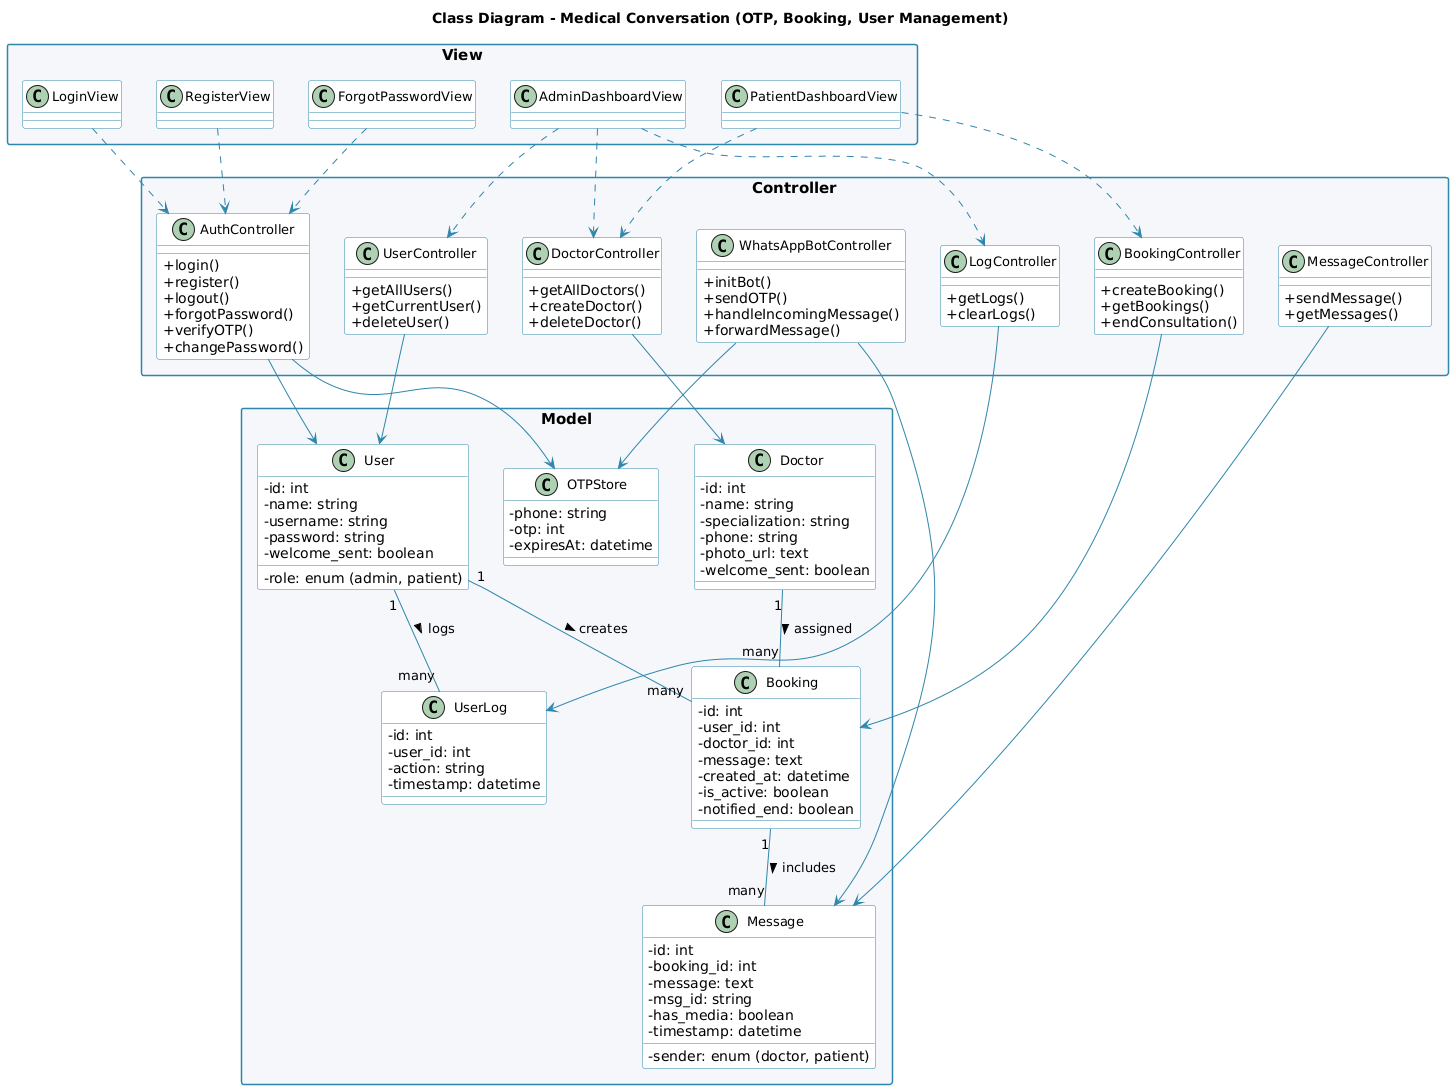 Class Diagram - Medical Conversation (OTP, Booking, User Management)
View
C LoginView
C RegisterView
C ForgotPasswordView
C AdminDashboardView
C PatientDashboardView
Controller
C AuthController
+login()
+register()
+logout()
+forgotPassword()
+verifyOTP()
+changePassword()
C UserController
+getAllUsers()
+getCurrentUser()
+deleteUser()
C DoctorController
+getAllDoctors()
+createDoctor()
+deleteDoctor()
C WhatsAppBotController
+initBot()
+sendOTP()
+handleIncomingMessage()
+forwardMessage()
C LogController
+getLogs()
+clearLogs()
C BookingController
+createBooking()
+getBookings()
+endConsultation()
C MessageController
+sendMessage()
+getMessages()
Model
C User
-id: int
-name: string
-username: string
-password: string
-welcome_sent: boolean
-role: enum (admin, patient)
C OTPStore
-phone: string
-otp: int
-expiresAt: datetime
C Doctor
-id: int
-name: string
-specialization: string
-phone: string
-photo_url: text
-welcome_sent: boolean
1
logs
many
1
creates
many
1
assigned
many
C UserLog
-id: int
-user_id: int
-action: string
-timestamp: datetime
C Booking
-id: int
-user_id: int
-doctor_id: int
-message: text
-created_at: datetime
-is_active: boolean
-notified_end: boolean
1
includes
many
C Message
-id: int
-booking_id: int
-message: text
-msg_id: string
-has_media: boolean
-timestamp: datetime
-sender: enum (doctor, patient)